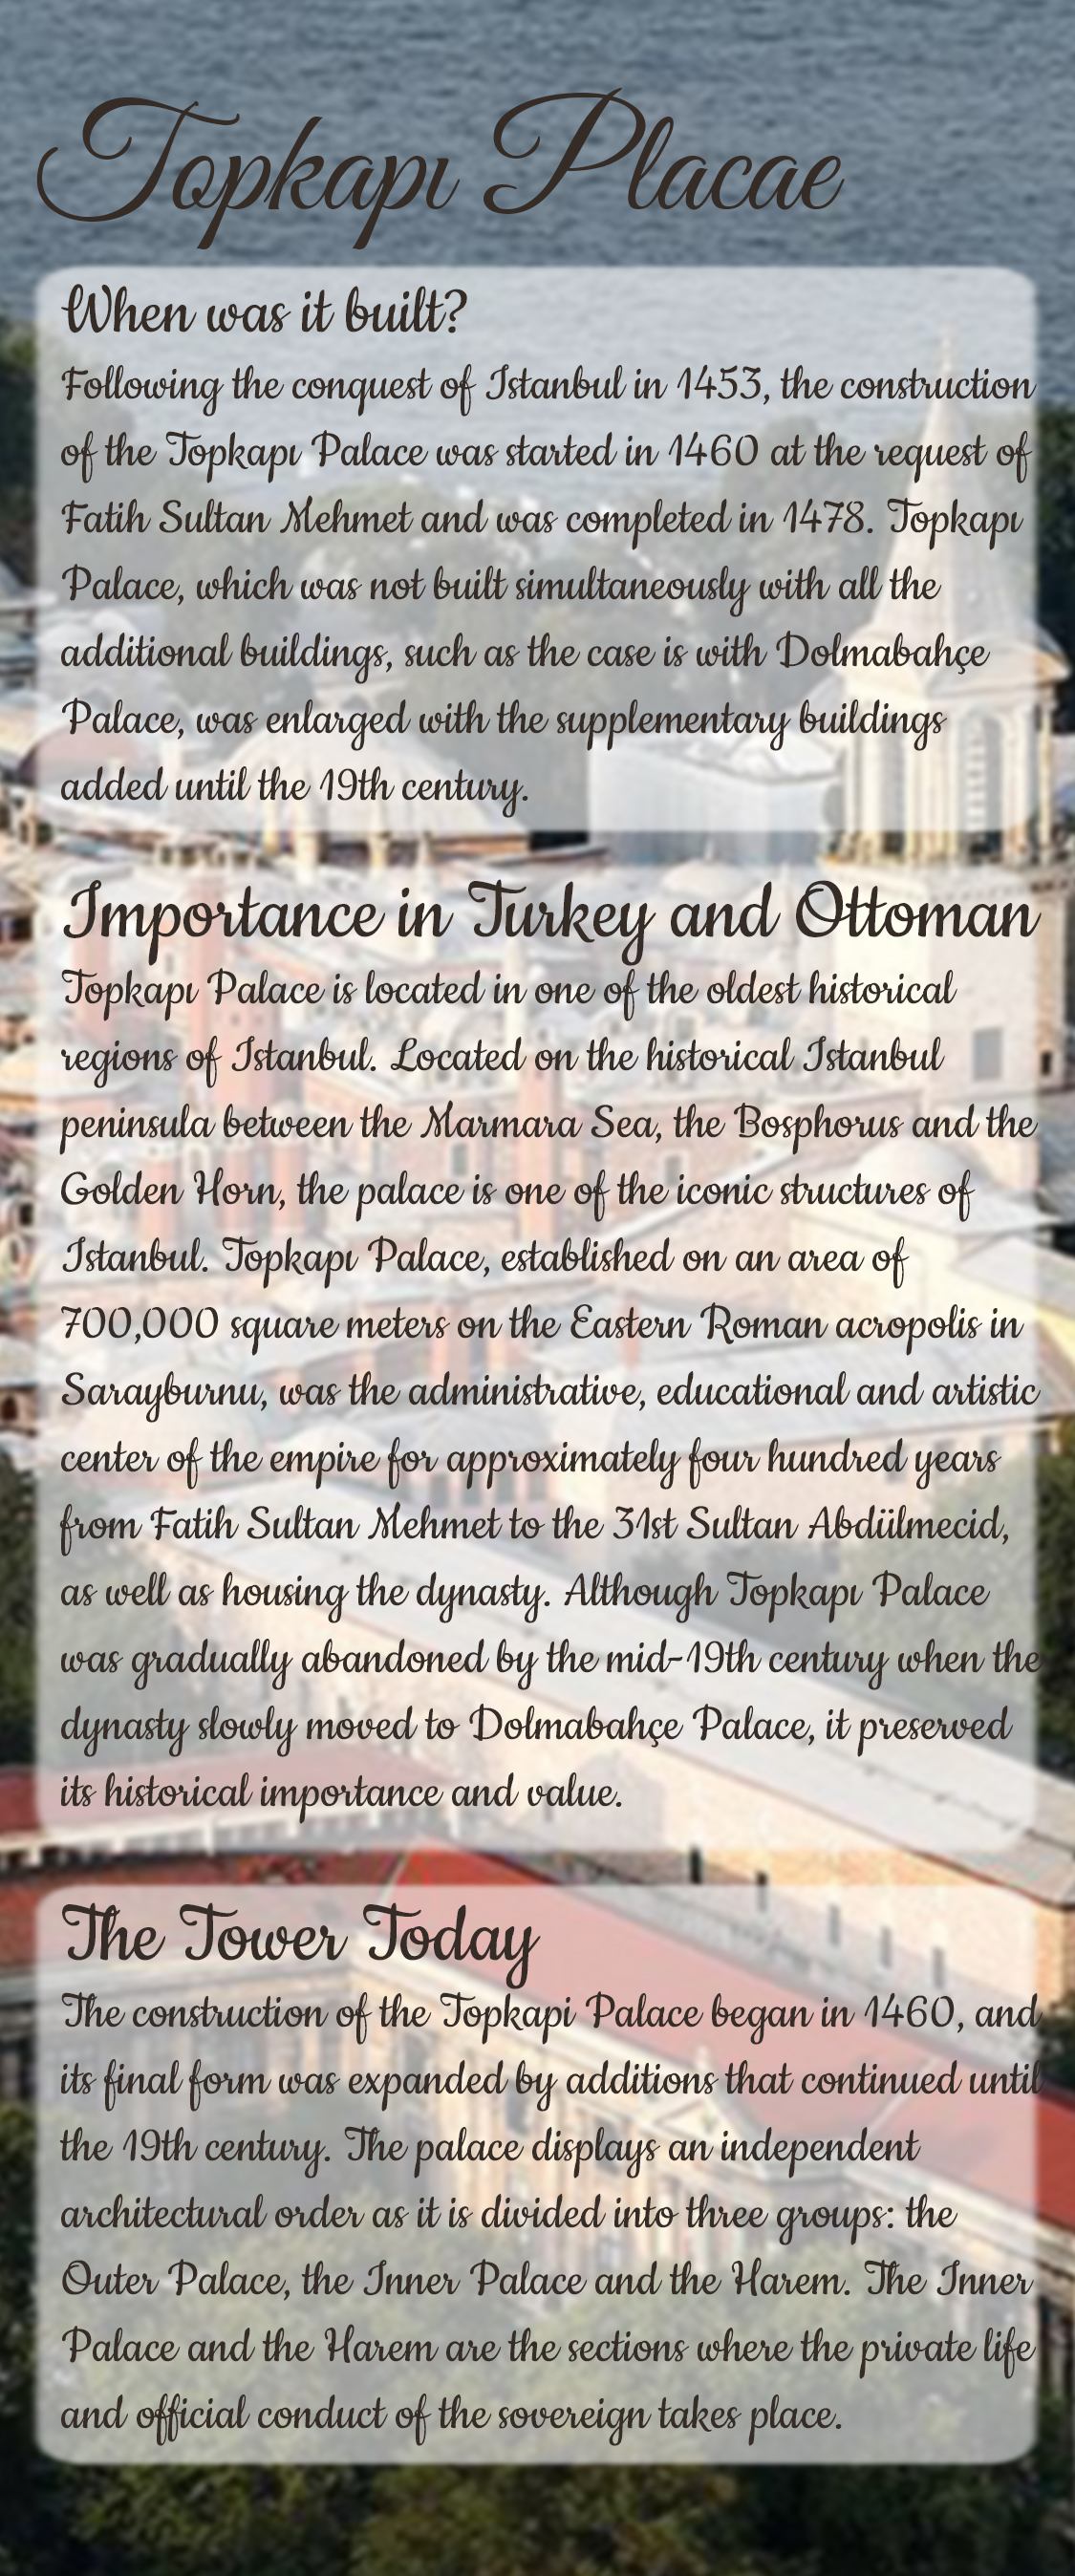 Topkapı Placae
When was it built?
Following the conquest of Istanbul in 1453, the construction
of the Topkapı Palace was started in 1460 at the request of
Fatih Sultan Mehmet and was completed in 1478. Topkapı
Palace, which was not built simultaneously with all the
additional buildings, such as the case is with Dolmabahçe
Palace, was enlarged with the supplementary buildings
added until the 19th century.
Importance in Turkey and Ottoman
Topkapı Palace is located in one of the oldest historical
regions of Istanbul. Located on the historical Istanbul
peninsula between the Marmara Sea, the Bosphorus and the
Golden Horn, the palace is one of the iconic structures of
Istanbul. Topkapı Palace, established on an area of
700,000 square meters on the Eastern Roman acropolis in
Sarayburnu, was the administrative, educational and artistic
center of the empire for approximately four hundred years
from Fatih Sultan Mehmet to the 31st Sultan Abdülmecid,
as well as housing the dynasty. Although Topkapı Palace
was gradually abandoned by the mid-19th century when the
dynasty slowly moved to Dolmabahçe Palace, it preserved
its historical importance and value.
The Tower Today
The construction of the Topkapi Palace began in 1460, and
its final form was expanded by additions that continued until
the 19th century. The palace displays an independent
architectural order as it is divided into three groups: the
Outer Palace, the Inner Palace and the Harem. The Inner
Palace and the Harem are the sections where the private life
and official conduct of the sovereign takes place.